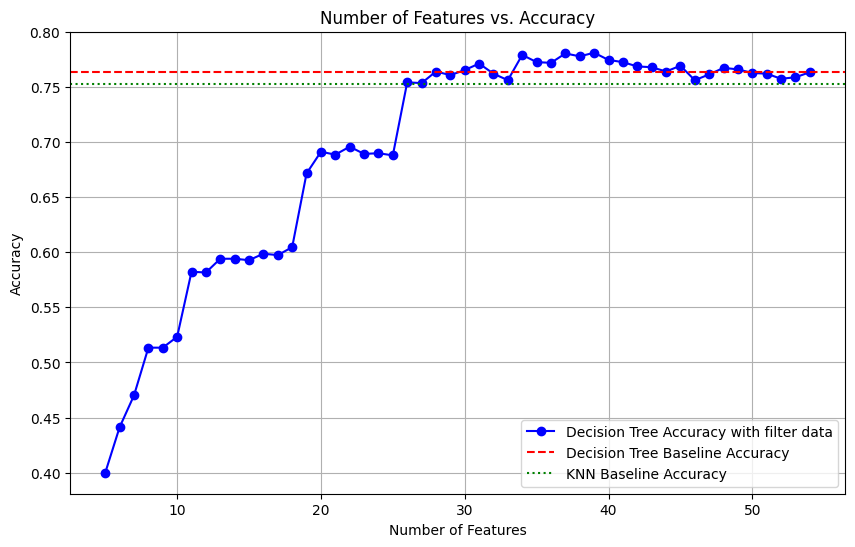 Number of Features vs. Accuracy
Accuracy
0.80
0.75
0.70
0.65
0.60
0.55
0.50
0.45
0.40
Decision Tree Accuracy with filter data
Decision Tree Baseline Accuracy
KNN Baseline Accuracy
10 20 30 40 50
Number of Features